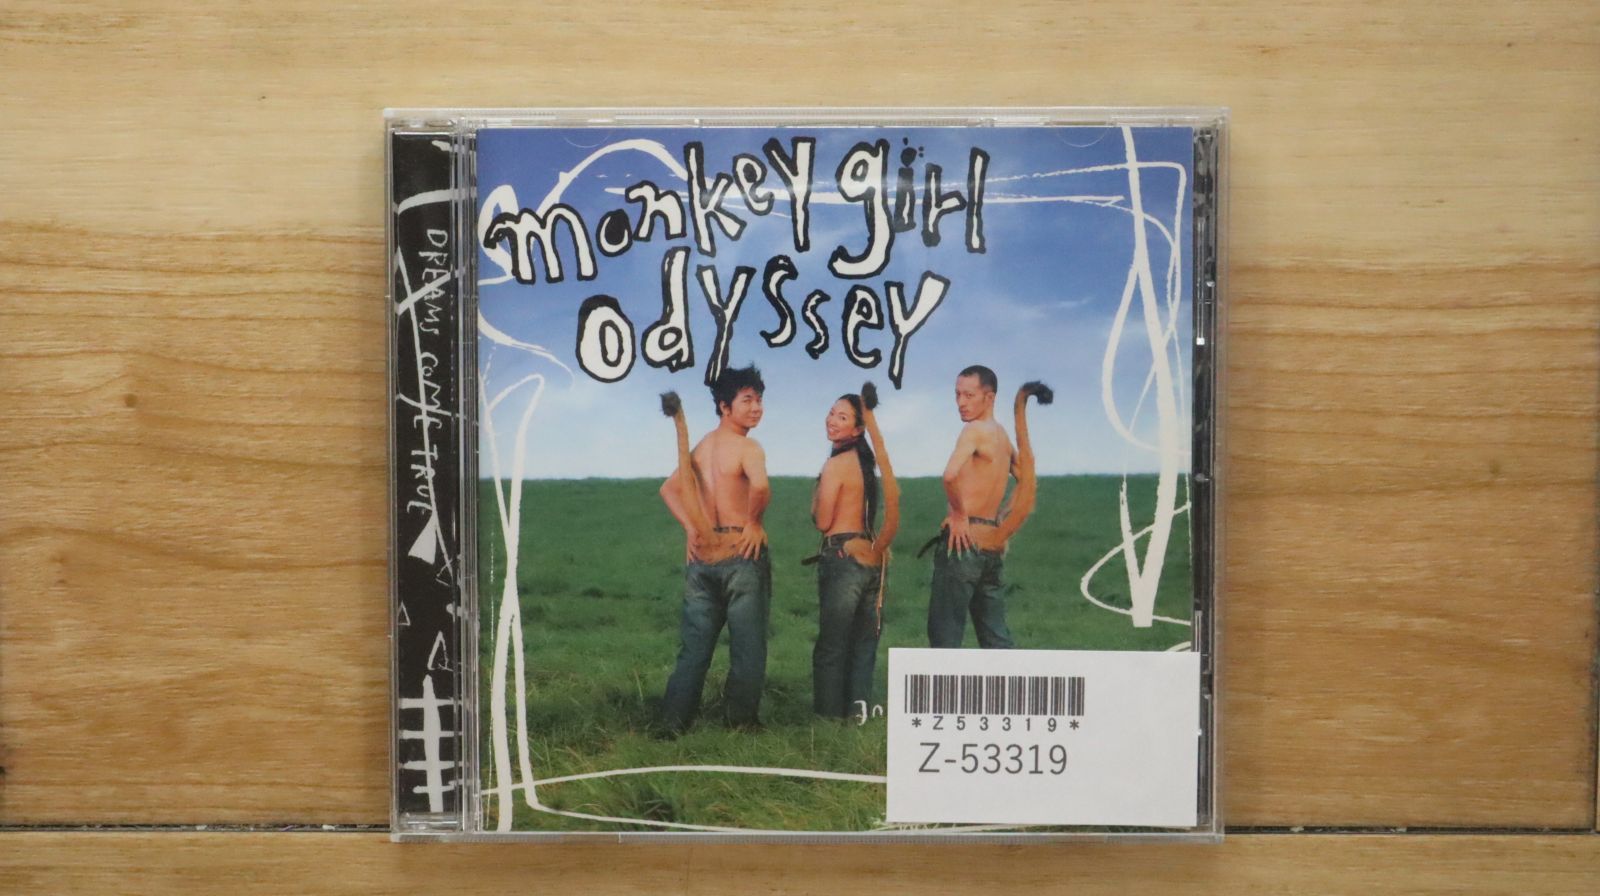 monkey girl
odyssey
DREAMS COME TRUE
*Z53319*
Z-53319